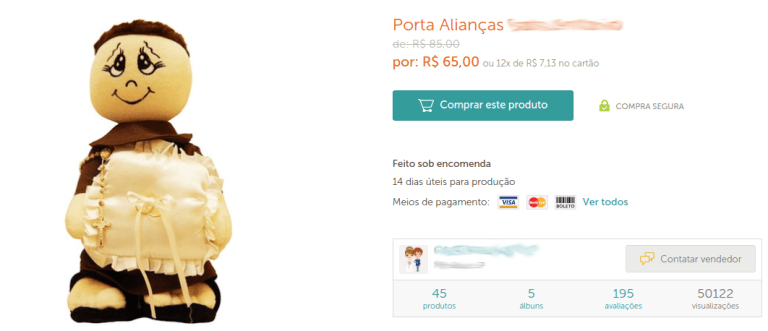 Porta Alianças
de: R$ 85,00
por: R$ 65,00 ou 12x de R$ 7,13 no cartão
Comprar este produto
COMPRA SEGURA
Feito sob encomenda
14 dias úteis para produção
Meios de pagamento: VISA MasterCard BOLETO Ver todos
Contatar vendedor
45 5 195 50122
produtos álbuns avaliações visualizações